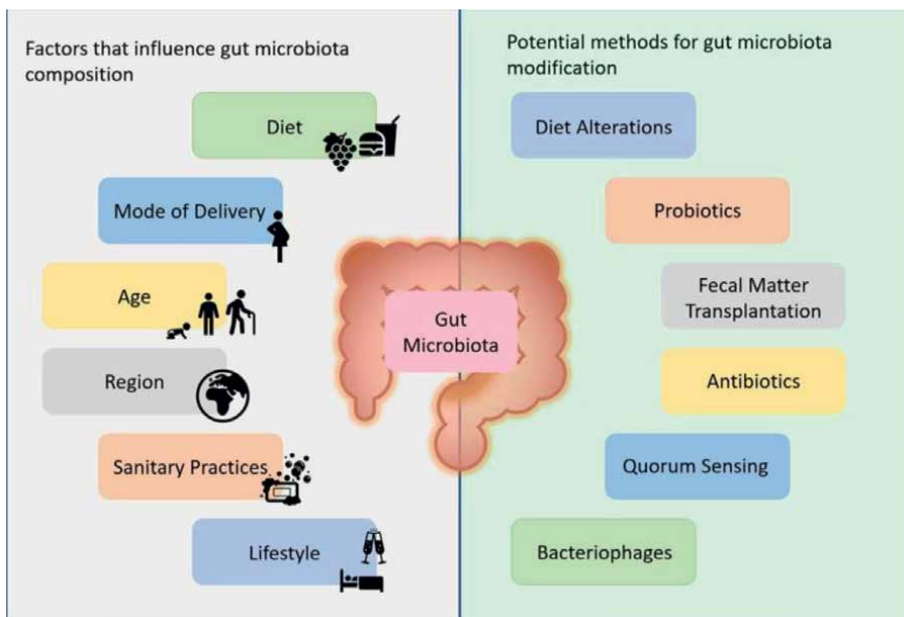 Factors that influence gut microbiota
composition
Diet
Mode of Delivery
Age
Region
Sanitary Practices
Lifestyle
Gut
Microbiota
Potential methods for gut microbiota
modification
Diet Alterations
Probiotics
Fecal Matter
Transplantation
Antibiotics
Quorum Sensing
Bacteriophages